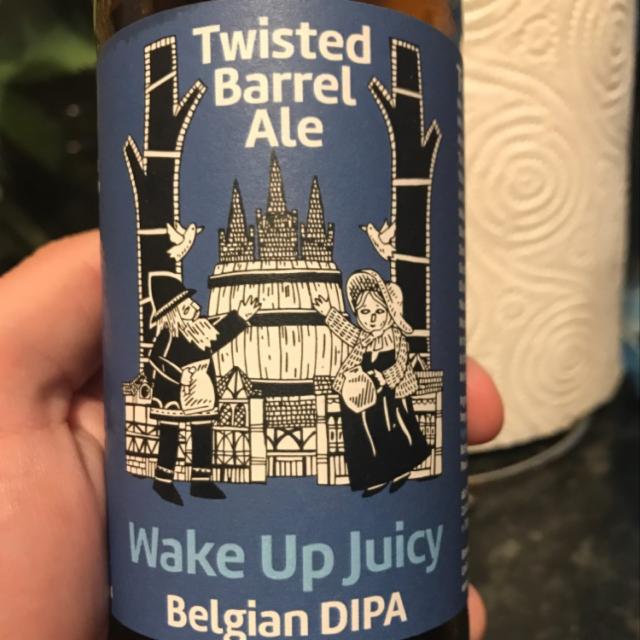 Twisted
Barrel
Ale
Wake Up Juicy
Belgian DIPA